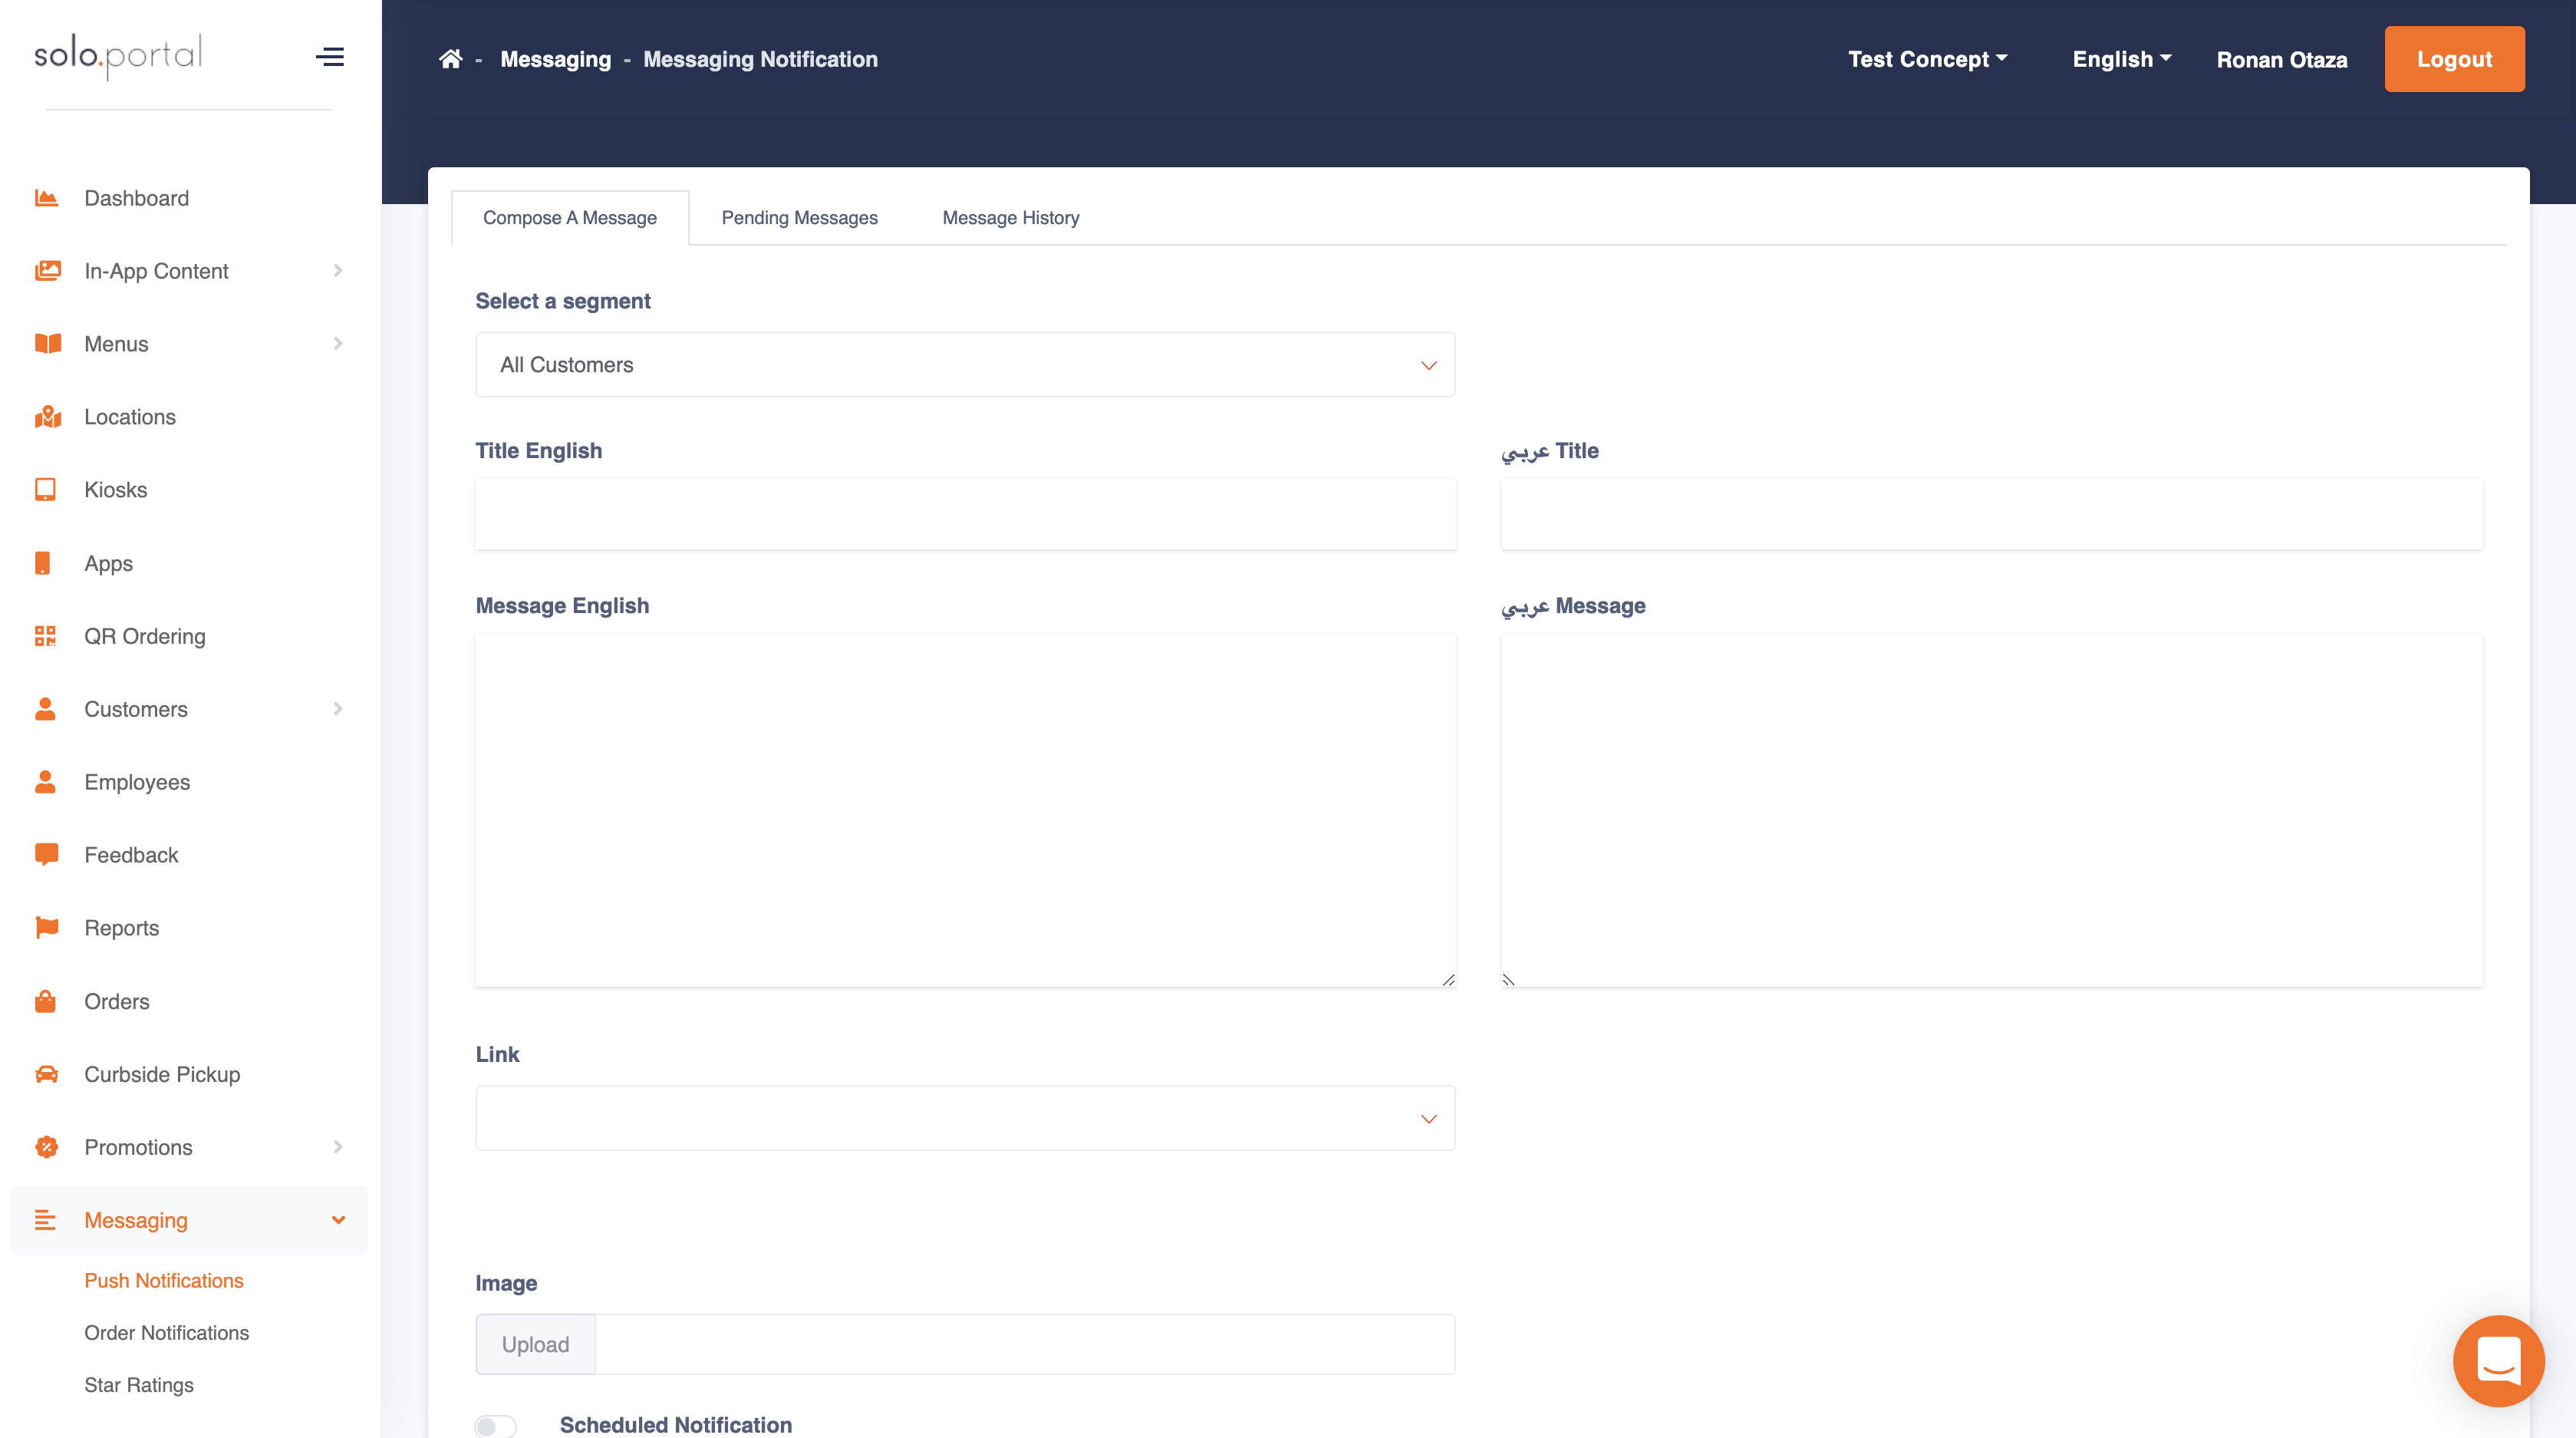 solo.portal
Dashboard
In-App Content
Menus
Locations
Kiosks
Apps
QR Ordering
Customers
Employees
Feedback
Reports
Orders
Curbside Pickup
Promotions
Messaging
Push Notifications
Order Notifications
Star Ratings
- Messaging - Messaging Notification
Test Concept
English
Ronan Otaza
Logout
Compose A Message
Pending Messages
Message History
Select a segment
All Customers
Title English
عربي Title
Message English
عربي Message
Link
Image
Upload
Scheduled Notification